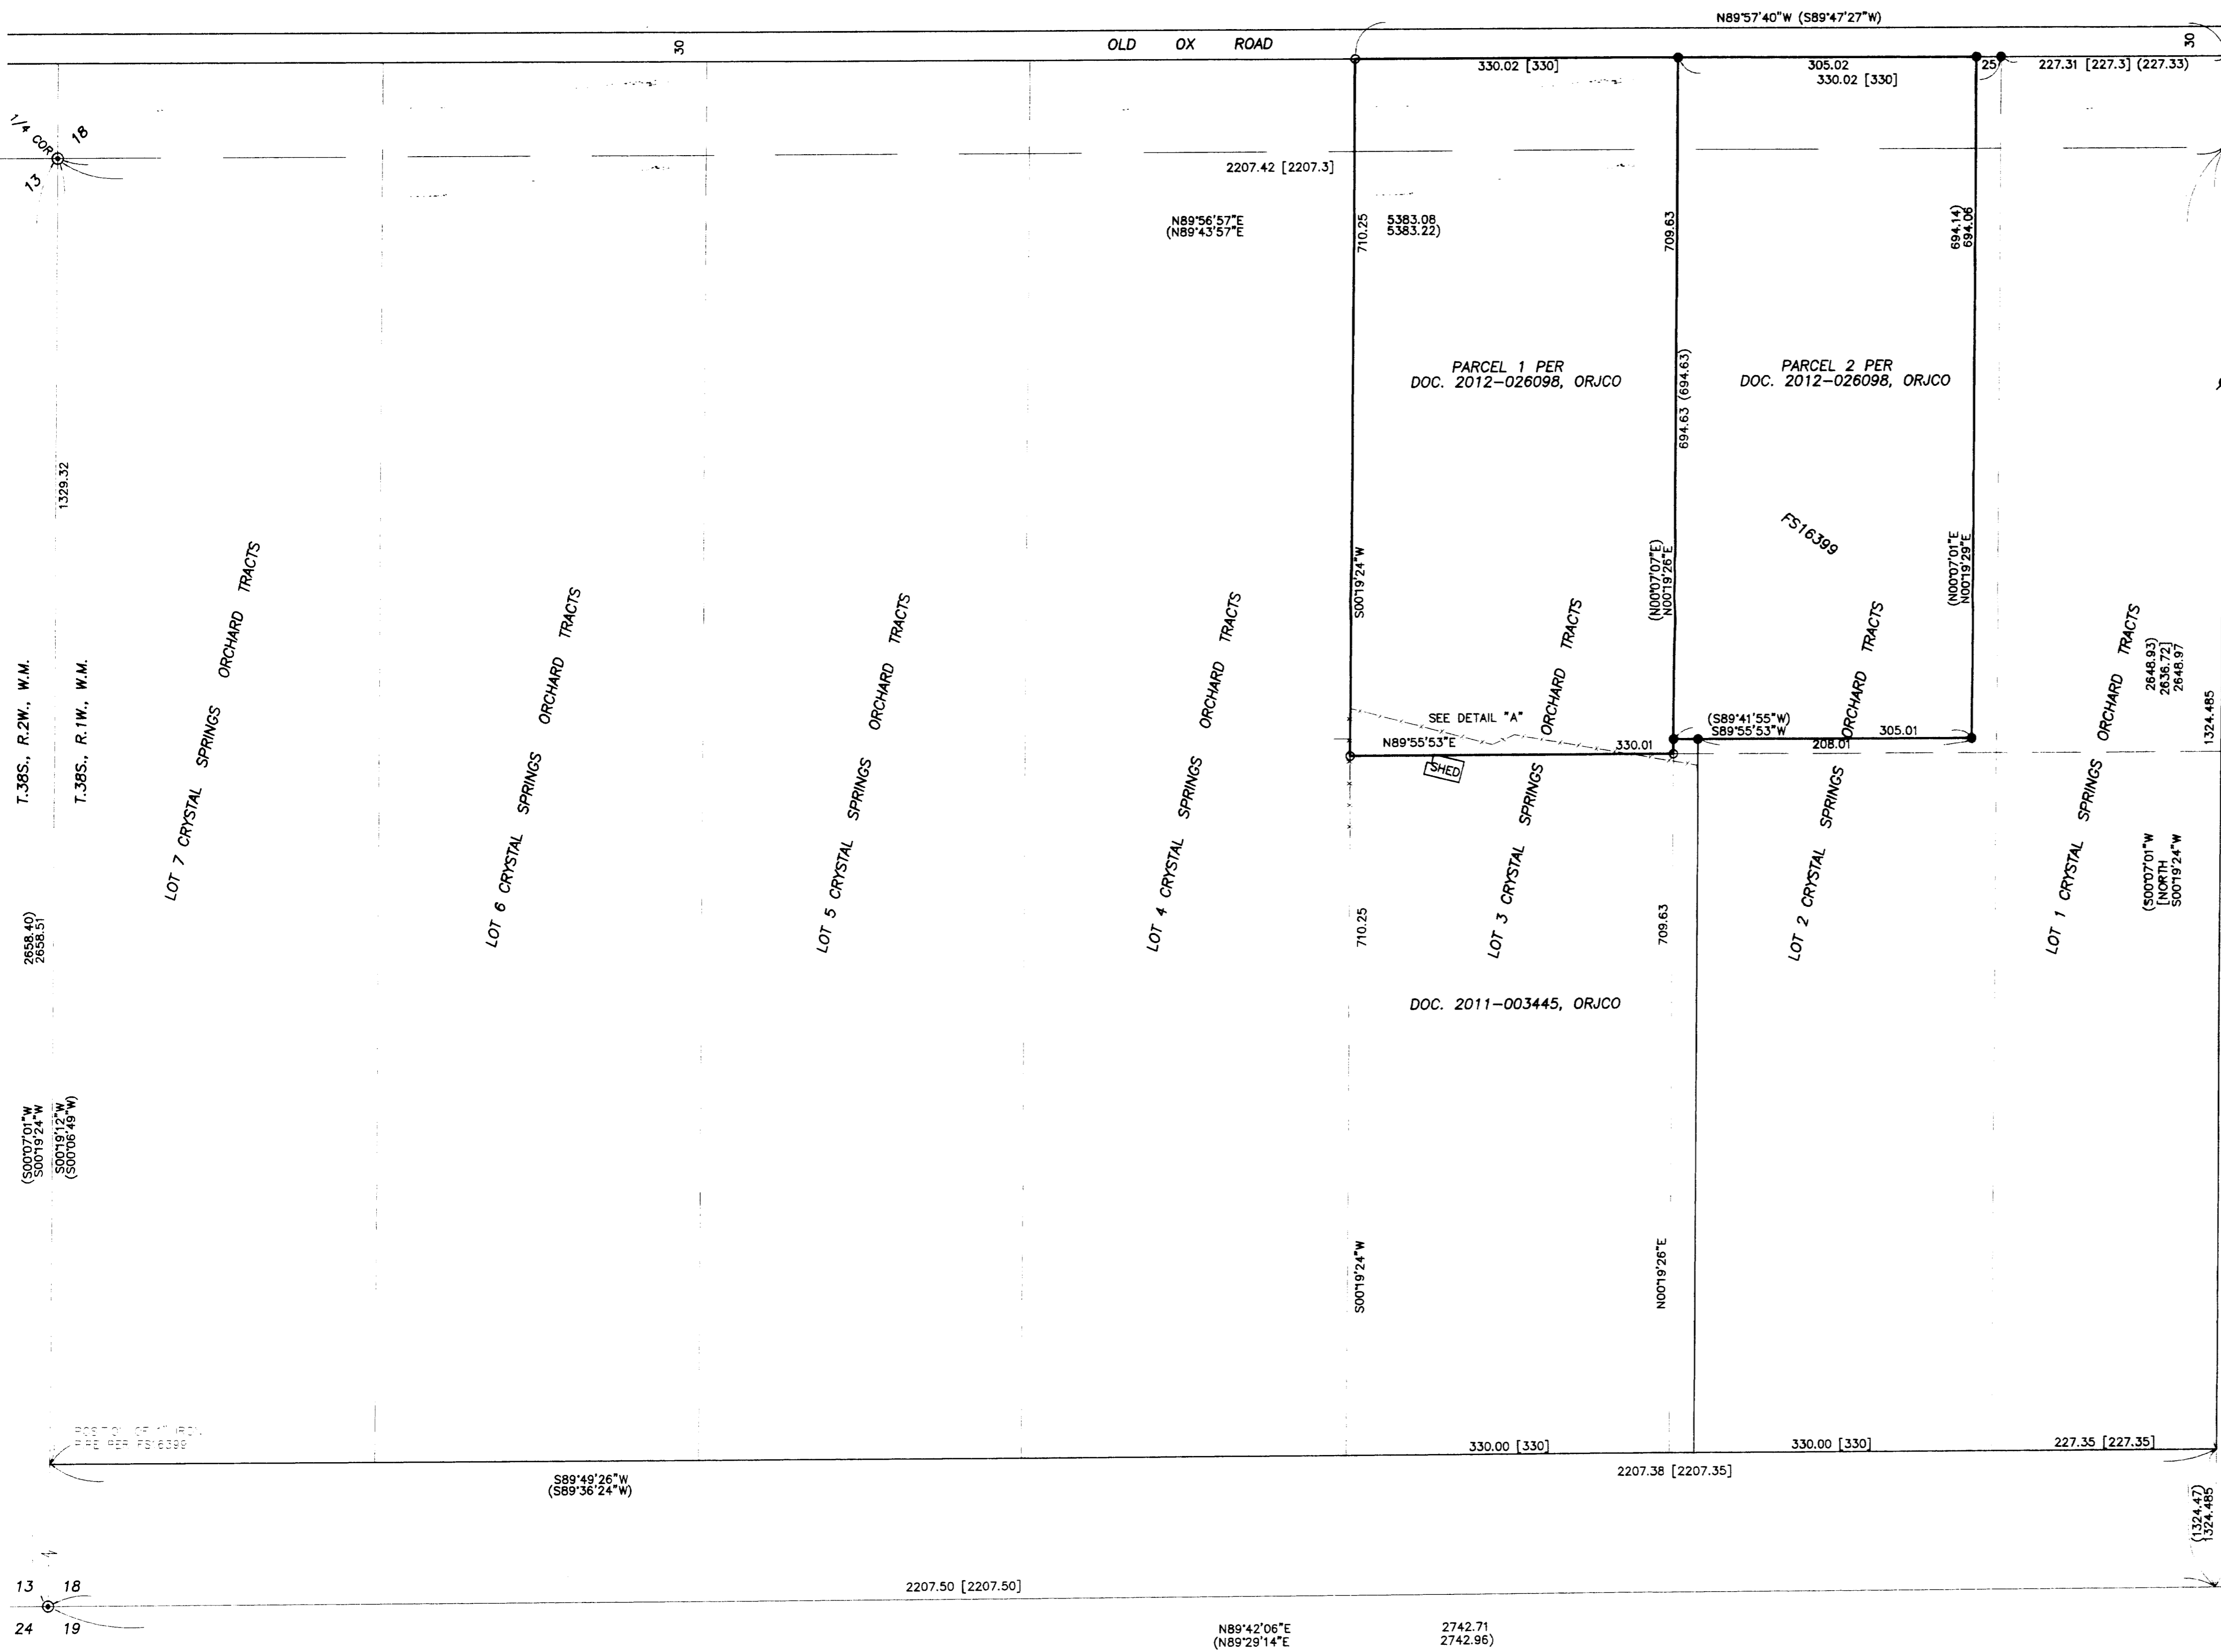 N89°57'40"W (S89°47'27"W)
30
OLD OX ROAD
30
330.02 [330]
305.02
25
227.31 [227.3] (227.33)
330.02 [330]
1/4 COR
18
13
2207.42 [2207.3]
N89°56'57"E
(N89°43'57"E
5383.08
5383.22)
710.25
709.63
694.14)
694.06
PARCEL 1 PER
DOC. 2012-026098, ORJCO
PARCEL 2 PER
DOC. 2012-026098, ORJCO
694.63 (694.63)
1329.32
FS16399
S00°19'24"W
(N00°07'07"E)
N00°19'26"E
(N00°07'01"E
N00°19'29"E
T.38S., R.2W., W.M.
T.38S., R.1W., W.M.
LOT 7 CRYSTAL SPRINGS ORCHARD TRACTS
LOT 6 CRYSTAL SPRINGS ORCHARD TRACTS
LOT 5 CRYSTAL SPRINGS ORCHARD TRACTS
LOT 4 CRYSTAL SPRINGS ORCHARD TRACTS
LOT 3 CRYSTAL SPRINGS ORCHARD TRACTS
LOT 2 CRYSTAL SPRINGS ORCHARD TRACTS
LOT 1 CRYSTAL SPRINGS ORCHARD TRACTS
2648.93)
2636.72]
2648.97
1324.485
SEE DETAIL "A"
N89°55'53"E
330.01
(S89°41'55"W)
S89°55'53"W
305.01
208.01
SHED
(S00°07'01"W
[NORTH
S00°19'24"W
2658.40)
2658.51
710.25
709.63
DOC. 2011-003445, ORJCO
(S00°07'01"W
S00°19'24"W
S00°19'12"W
(S00°06'49"W)
S00°19'24"W
N00°19'26"E
POSITION OF 1" IRON
PIPE PER FS16399
330.00 [330]
330.00 [330]
227.35 [227.35]
S89°49'26"W
(S89°36'24"W)
2207.38 [2207.35]
(1324.47)
1324.485
13 18
24 19
2207.50 [2207.50]
N89°42'06"E
(N89°29'14"E
2742.71
2742.96)